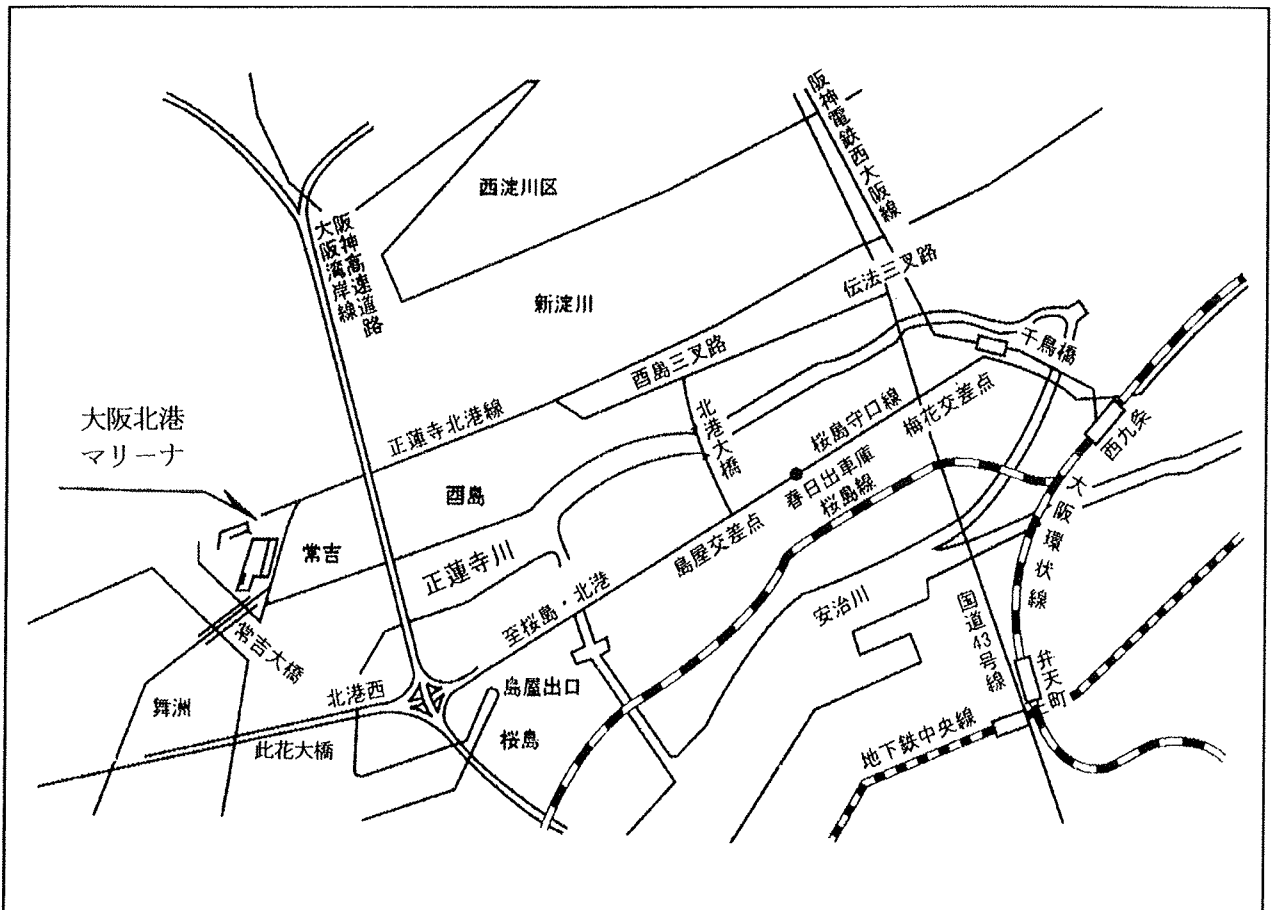 阪神電鉄西大阪線
西淀川区
阪神高速道路
大阪湾岸線
新淀川
伝法三叉路
酉島三叉路
千鳥橋
大阪北港
マリーナ
正蓮寺北港線
北港大橋
桜島守口線
梅花交差点
西九条
春日出車庫
桜島線
酉島
大阪環状線
常吉
正蓮寺川
島屋交差点
至桜島・北港
安治川
国道43号線
常吉大橋
弁天町
北港西
島屋出口
舞洲
此花大橋
桜島
地下鉄中央線